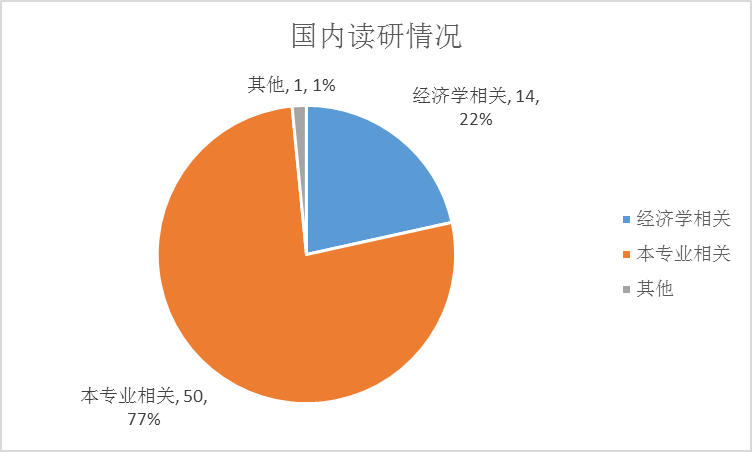 国内读研情况
其他, 1, 1%
经济学相关, 14,
22%
经济学相关
本专业相关
其他
本专业相关, 50,
77%